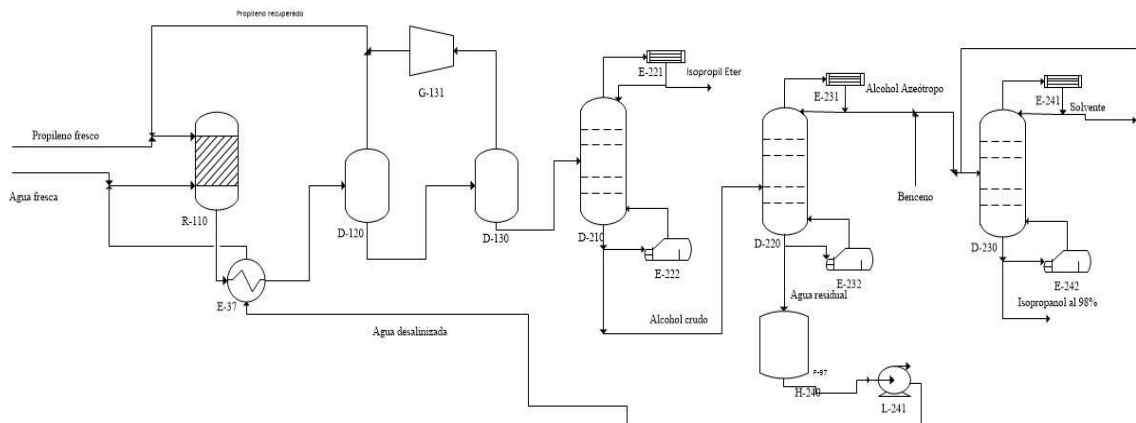 Propileno recuperado
G-131
E-221
Isopropil Eter
E-231
Alcohol Azeótropo
E-241
Solvente
Propileno fresco
Agua fresca
R-110
D-120
D-130
D-210
E-222
D-220
E-232
Benceno
D-230
E-242
E-37
Agua residual
Isopropanol al 98%
Agua desalinizada
Alcohol crudo
P-97
H-240
L-241